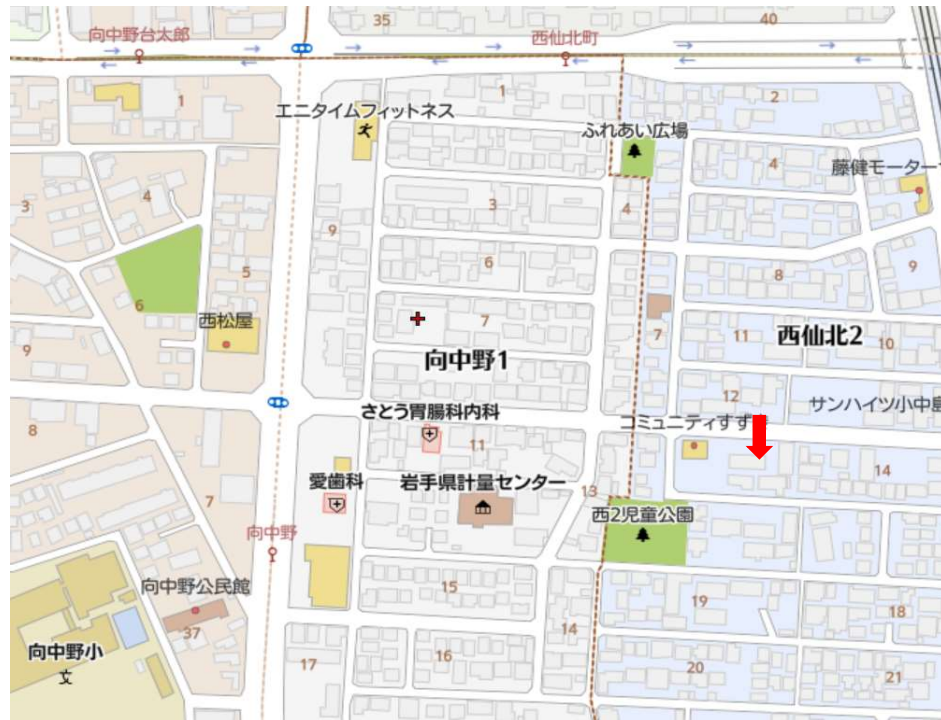 35
40
向中野台太郎
西仙北町
1
1
2
エニタイムフィットネス
ふれあい広場
4
藤健モーター
3
4
3
4
9
5
6
8
9
6
西松屋
7
7
11
西仙北2
10
9
向中野1
12
サンハイツ小中島
さとう胃腸科内科
コミュニティすず
8
11
14
愛歯科
岩手県計量センター
13
7
西2児童公園
向中野
向中野公民館
15
19
18
37
向中野小
文
17
16
14
20
21